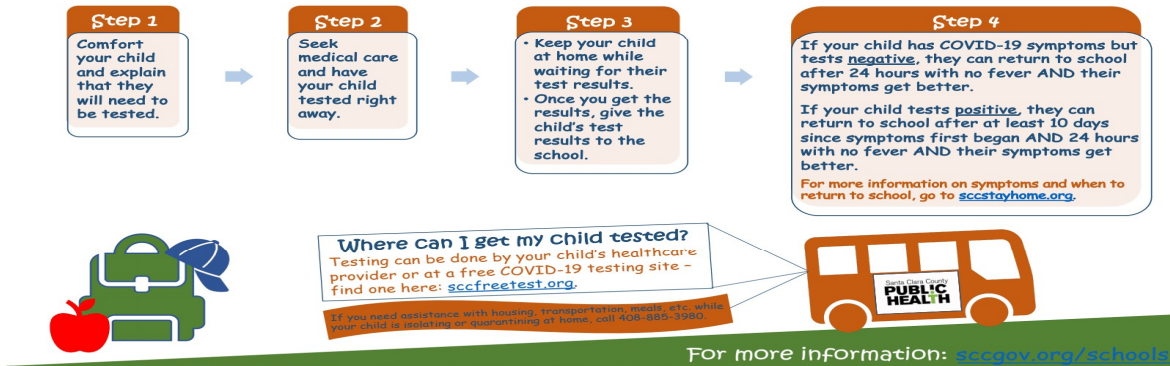 Step 1
Comfort
your child
and explain
that they
will need to
be tested.
Step 2
Seek
medical care
and have
your child
tested right
away.
Step 3
• Keep your child
at home while
waiting for their
test results.
• Once you get the
results, give the
child's test
results to the
school.
Step 4
If your child has COVID-19 symptoms but
tests negative, they can return to school
after 24 hours with no fever AND their
symptoms get better.
If your child tests positive, they can
return to school after at least 10 days
since symptoms first began AND 24 hours
with no fever AND their symptoms get
better.
For more information on symptoms and when to
return to school, go to sccstayhome.org.
Where can I get my child tested?
Testing can be done by your child's healthcare
provider or at a free COVID-19 testing site –
find one here: sccfreetest.org.
If you need assistance with housing, transportation, meals, etc. while
your child is isolating or quarantining at home, call 408-885-3980.
Santa Clara County
PUBLIC
HEALTH
For more information: sccgov.org/schools